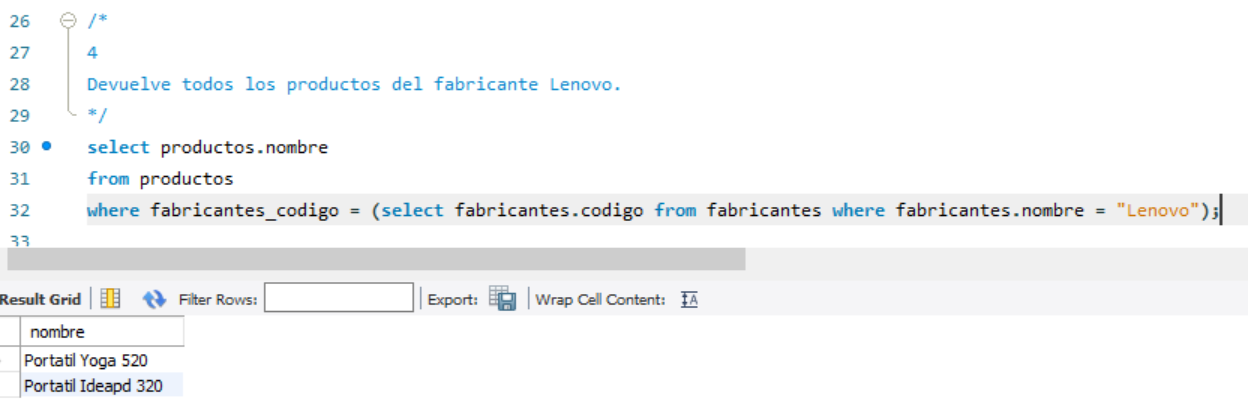 26 /*
27 4
28 Devuelve todos los productos del fabricante Lenovo.
29 */
30 select productos.nombre
31 from productos
32 where fabricantes_codigo = (select fabricantes.codigo from fabricantes where fabricantes.nombre = "Lenovo");
33
Result Grid Filter Rows: Export: Wrap Cell Content: IA
nombre
Portatil Yoga 520
Portatil Ideapd 320